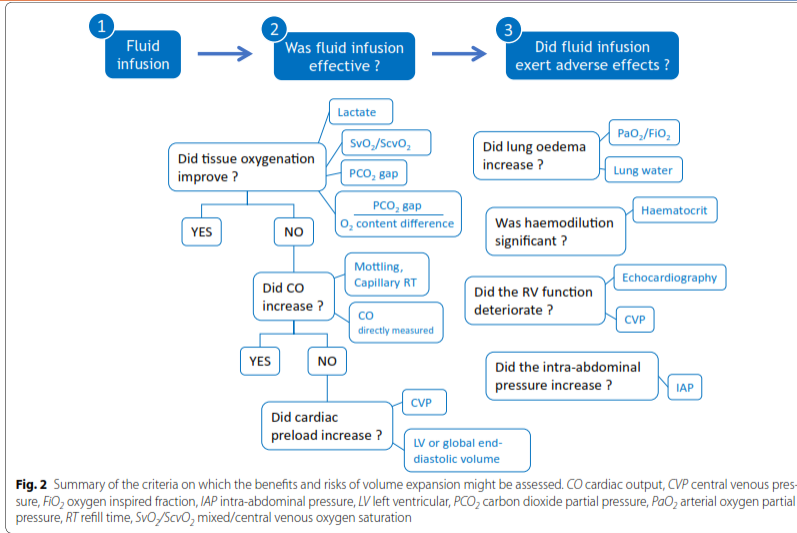 1
Fluid
infusion
2
Was fluid infusion
effective ?
3
Did fluid infusion
exert adverse effects ?
Did tissue oxygenation
improve ?
Lactate
SvO₂/ScvO₂
PCO₂ gap
PCO₂ gap
O₂ content difference
YES
NO
Did CO
increase ?
Mottling,
Capillary RT
CO
directly measured
YES
NO
Did cardiac
preload increase ?
CVP
LV or global end-
diastolic volume
Did lung oedema
increase ?
PaO₂/FiO₂
Lung water
Was haemodilution
significant ?
Haematocrit
Did the RV function
deteriorate ?
Echocardiography
CVP
Did the intra-abdominal
pressure increase ?
IAP
Fig. 2 Summary of the criteria on which the benefits and risks of volume expansion might be assessed. CO cardiac output, CVP central venous pres-
sure, FiO₂ oxygen inspired fraction, IAP intra-abdominal pressure, LV left ventricular, PCO₂ carbon dioxide partial pressure, PaO₂ arterial oxygen partial
pressure, RT refill time, SvO₂/ScvO₂ mixed/central venous oxygen saturation